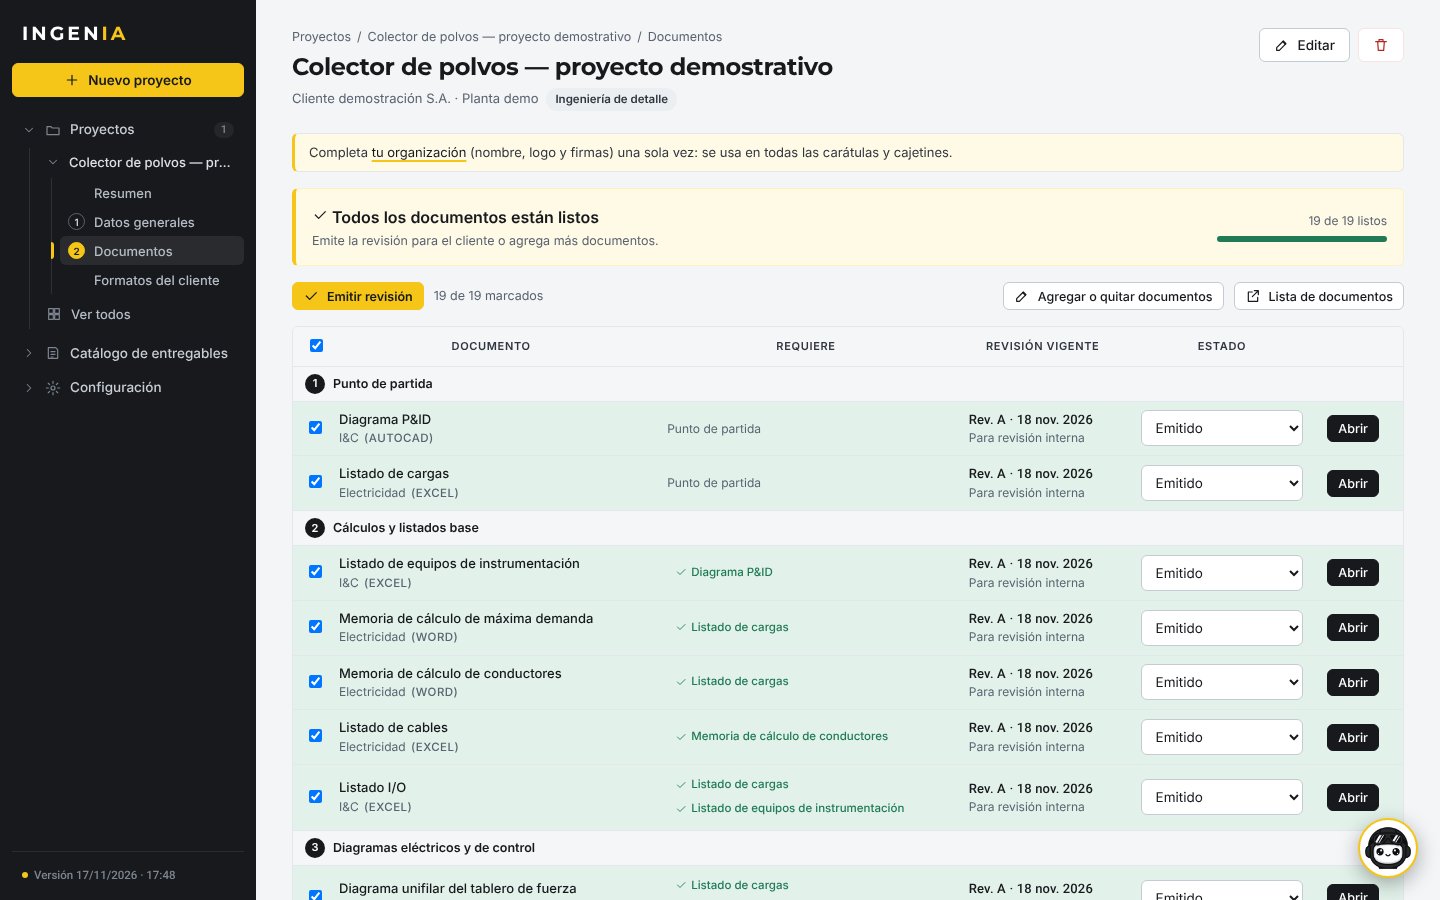 INGENIA
Nuevo proyecto
Proyectos 1
Colector de polvos — pr...
Resumen
1 Datos generales
2 Documentos
Formatos del cliente
Ver todos
Catálogo de entregables
Configuración
Versión 17/11/2026 · 17:48
Proyectos / Colector de polvos — proyecto demostrativo / Documentos
Colector de polvos — proyecto demostrativo
Cliente demostración S.A. · Planta demo Ingeniería de detalle
Editar
Completa tu organización (nombre, logo y firmas) una sola vez: se usa en todas las carátulas y cajetines.
Todos los documentos están listos
Emite la revisión para el cliente o agrega más documentos.
19 de 19 listos
Emitir revisión 19 de 19 marcados Agregar o quitar documentos Lista de documentos
DOCUMENTO REQUIERE REVISIÓN VIGENTE ESTADO
1 Punto de partida
Diagrama P&ID
I&C (AUTOCAD)
Punto de partida
Rev. A · 18 nov. 2026
Para revisión interna
Emitido
Abrir
Listado de cargas
Electricidad (EXCEL)
Punto de partida
Rev. A · 18 nov. 2026
Para revisión interna
Emitido
Abrir
2 Cálculos y listados base
Listado de equipos de instrumentación
I&C (EXCEL)
Diagrama P&ID
Rev. A · 18 nov. 2026
Para revisión interna
Emitido
Abrir
Memoria de cálculo de máxima demanda
Electricidad (WORD)
Listado de cargas
Rev. A · 18 nov. 2026
Para revisión interna
Emitido
Abrir
Memoria de cálculo de conductores
Electricidad (WORD)
Listado de cargas
Rev. A · 18 nov. 2026
Para revisión interna
Emitido
Abrir
Listado de cables
Electricidad (EXCEL)
Memoria de cálculo de conductores
Rev. A · 18 nov. 2026
Para revisión interna
Emitido
Abrir
Listado I/O
I&C (EXCEL)
Listado de cargas
Listado de equipos de instrumentación
Rev. A · 18 nov. 2026
Para revisión interna
Emitido
Abrir
3 Diagramas eléctricos y de control
Diagrama unifilar del tablero de fuerza
Listado de cargas
Rev. A · 18 nov. 2026
Emitido
Abrir